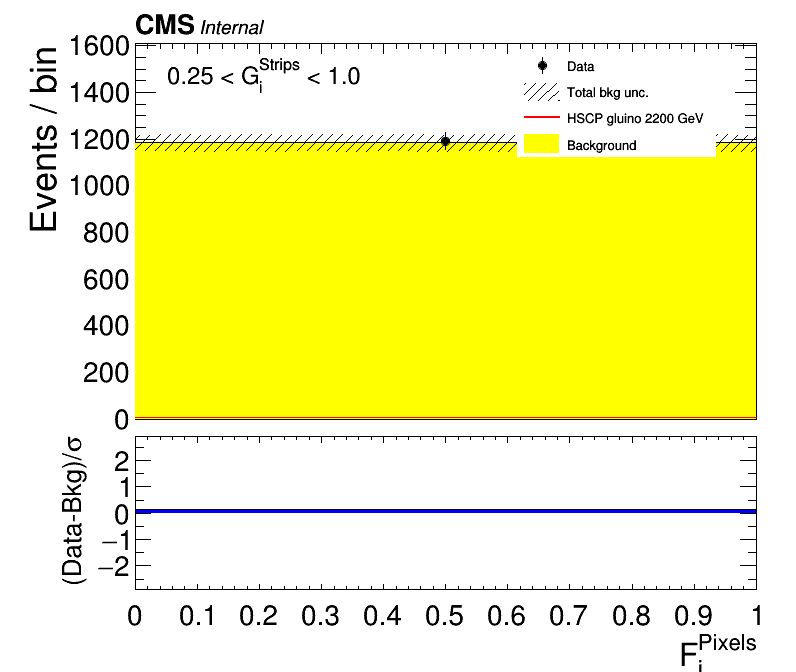 CMS Internal
0.25 < G_i^Strips < 1.0
Data
Total bkg unc.
HSCP gluino 2200 GeV
Background
Events / bin
1600
1400
1200
1000
800
600
400
200
0
(Data-Bkg)/σ
2
1
0
−1
−2
0 0.1 0.2 0.3 0.4 0.5 0.6 0.7 0.8 0.9 1
F_i^Pixels